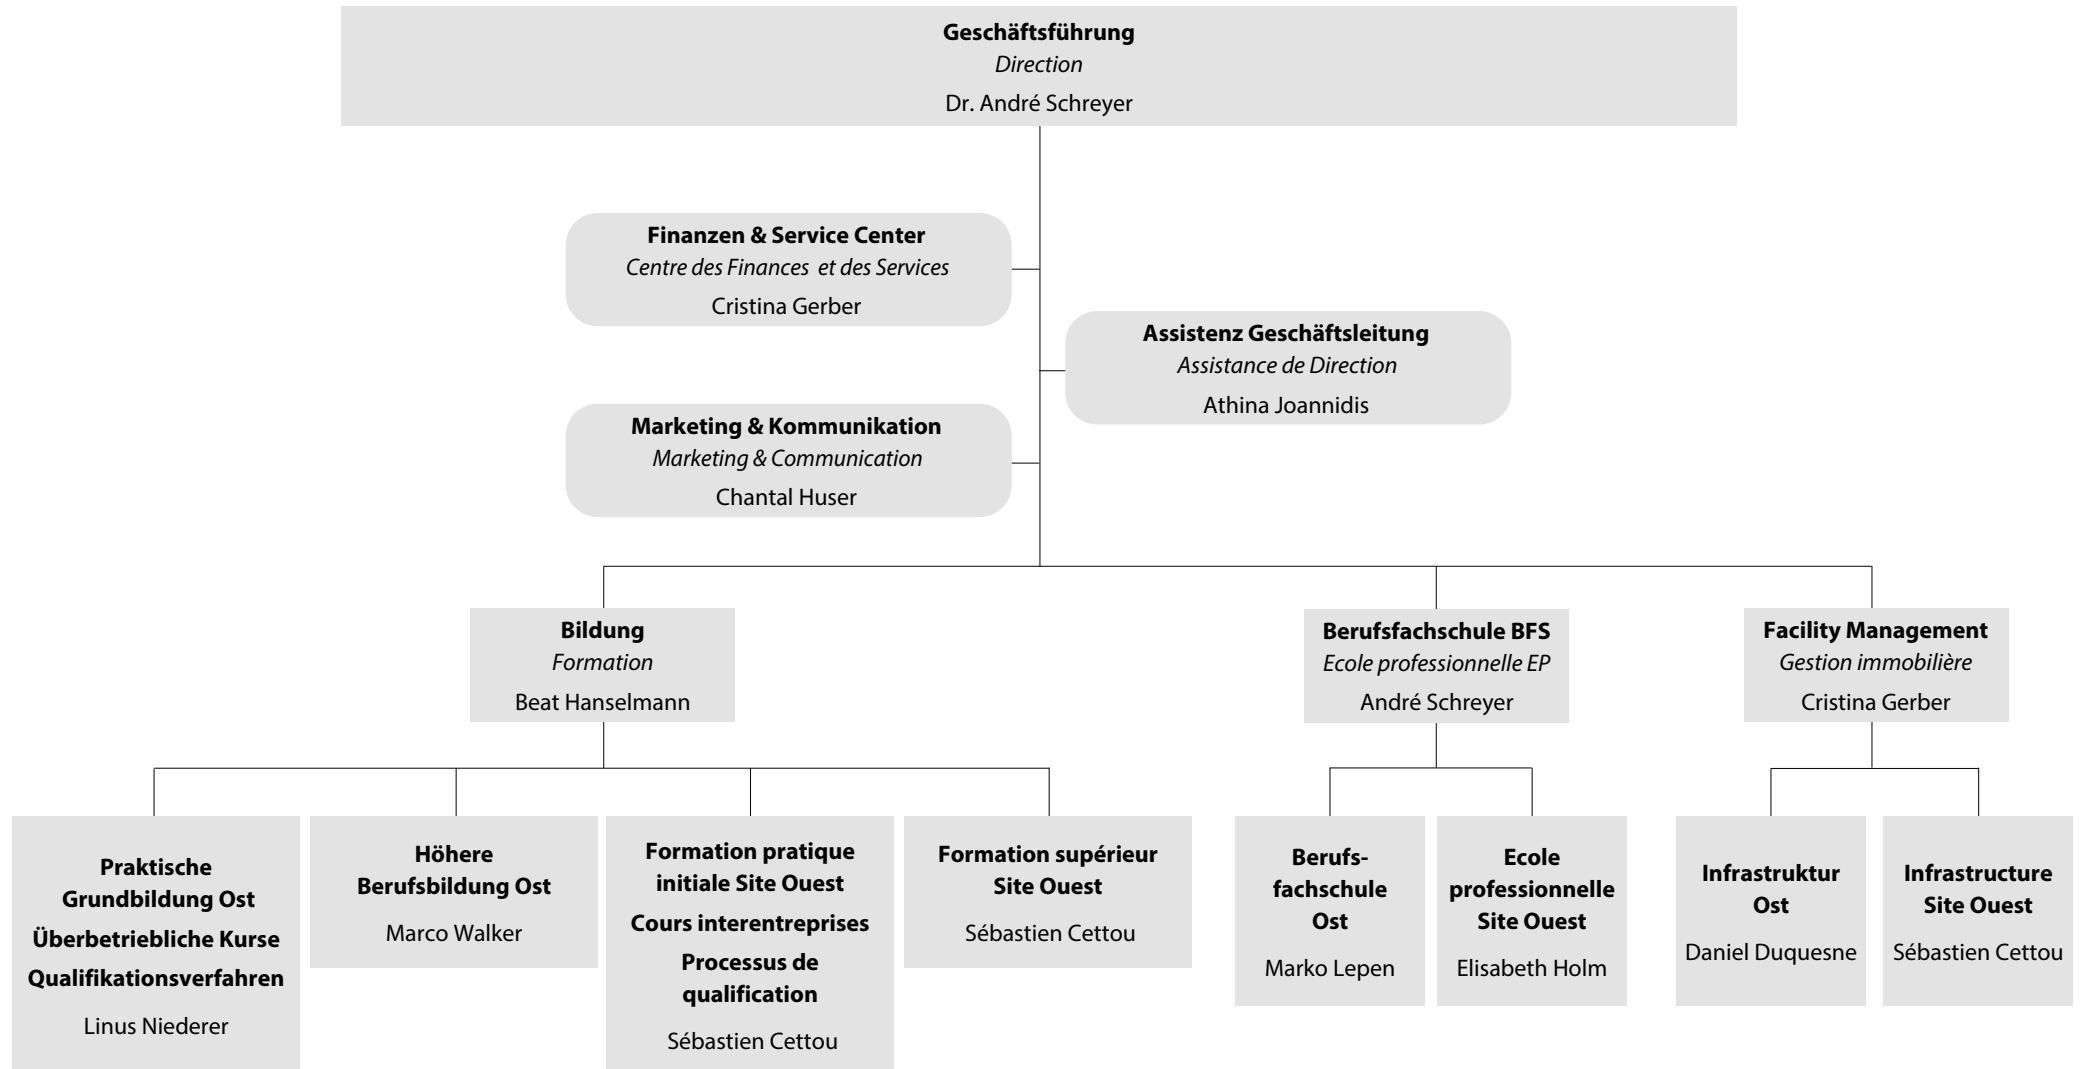 Geschäftsführung
Direction
Dr. André Schreyer
Finanzen & Service Center
Centre des Finances et des Services
Cristina Gerber
Assistenz Geschäftsleitung
Assistance de Direction
Athina Joannidis
Marketing & Kommunikation
Marketing & Communication
Chantal Huser
Bildung
Formation
Beat Hanselmann
Berufsfachschule BFS
Ecole professionnelle EP
André Schreyer
Facility Management
Gestion immobilière
Cristina Gerber
Praktische
Grundbildung Ost
Überbetriebliche Kurse
Qualifikationsverfahren
Linus Niederer
Höhere
Berufsbildung Ost
Marco Walker
Formation pratique
initiale Site Ouest
Cours interentreprises
Processus de
qualification
Sébastien Cettou
Formation supérieur
Site Ouest
Sébastien Cettou
Berufs-
fachschule
Ost
Marko Lepen
Ecole
professionnelle
Site Ouest
Elisabeth Holm
Infrastruktur
Ost
Daniel Duquesne
Infrastructure
Site Ouest
Sébastien Cettou